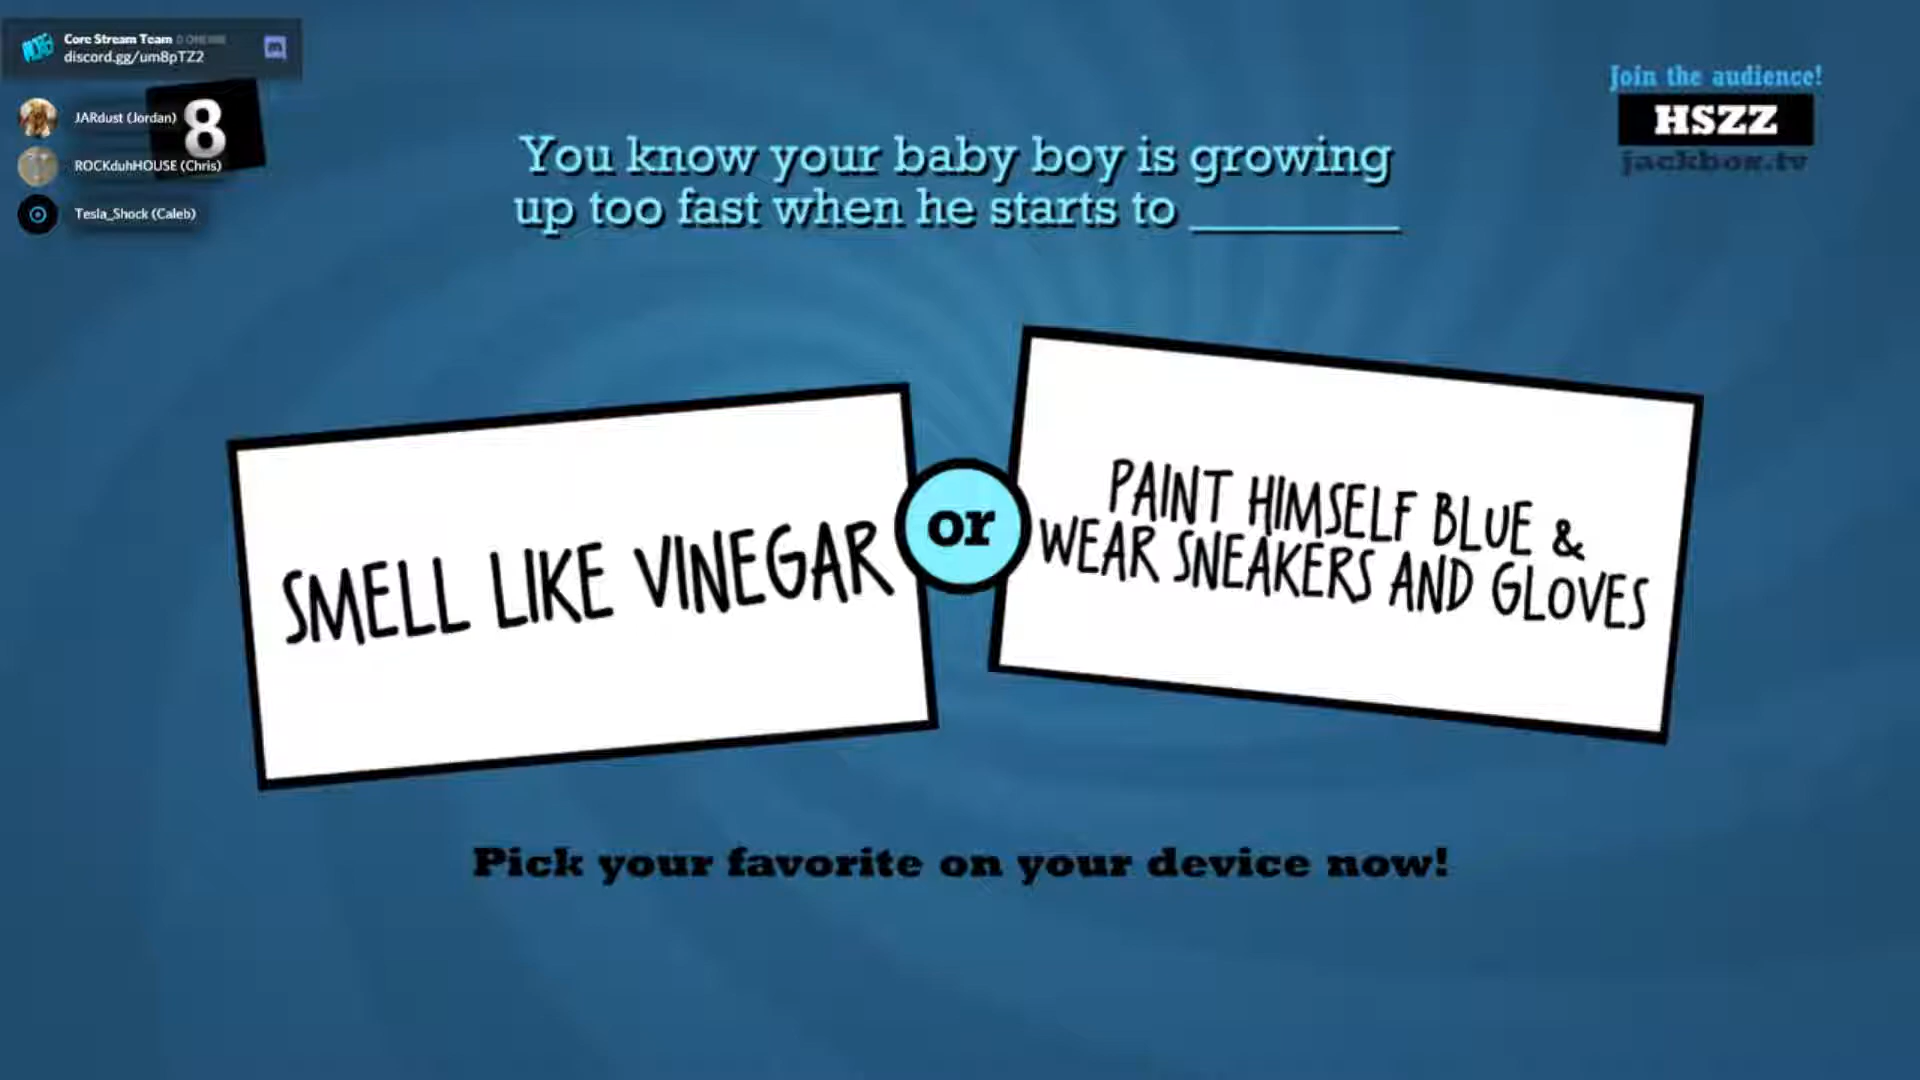 Core Stream Team
discord.gg/um8pTZ2
JARdust (Jordan)
8
ROCKduhHOUSE (Chris)
Tesla_Shock (Caleb)
Join the audience!
HSZZ
jackbox.tv
You know your baby boy is growing
up too fast when he starts to ________
SMELL LIKE VINEGAR
or
PAINT HIMSELF BLUE &
WEAR SNEAKERS AND GLOVES
Pick your favorite on your device now!